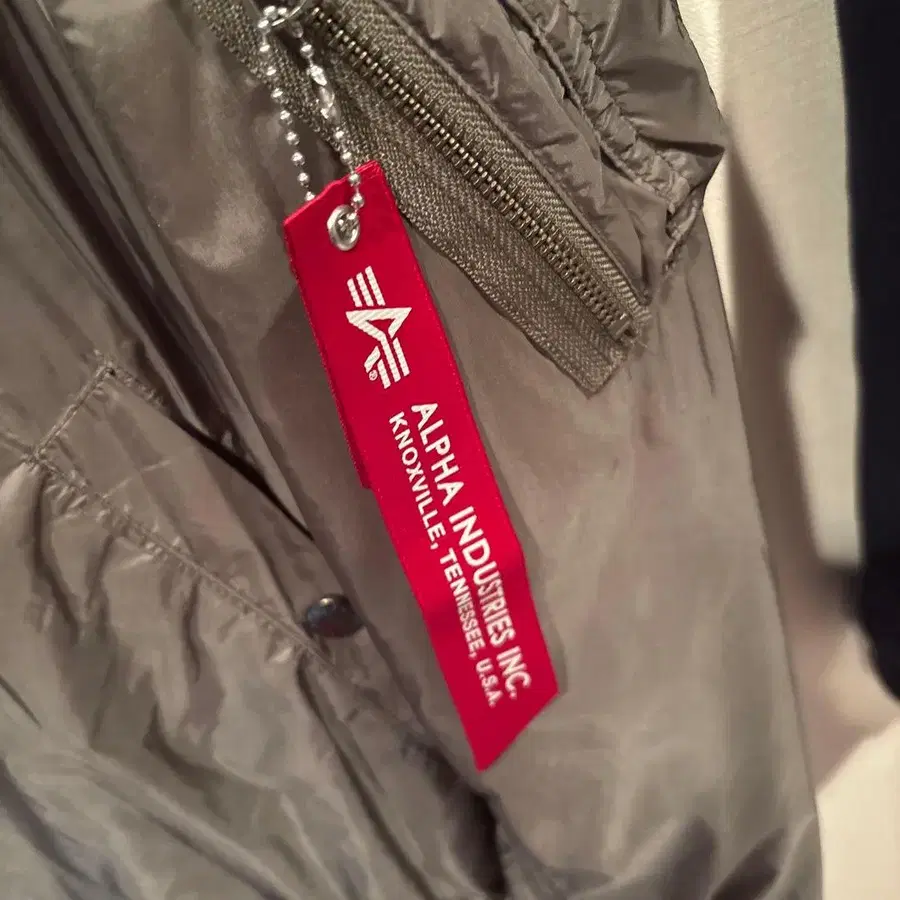 ALPHA INDUSTRIES INC.
KNOXVILLE, TENNESSEE, U.S.A.